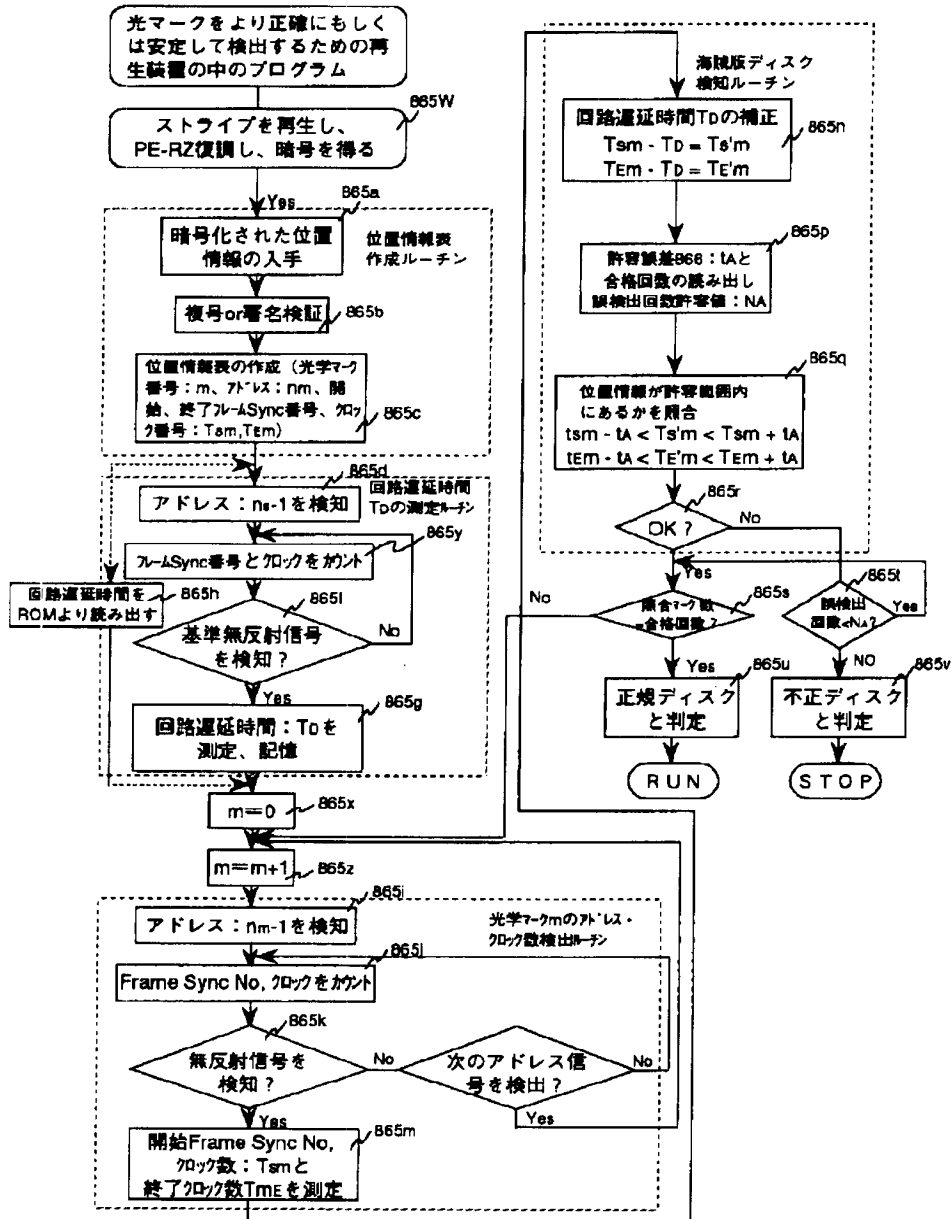 光マークをより正確にもしく
は安定して検出するための再
生装置の中のプログラム
865W
ストライプを再生し、
PE-RZ復調し、暗号を得る
Yes
865a
暗号化された位置
情報の入手
位置情報表
作成ルーチン
復号or署名検証
865b
位置情報表の作成（光学マーク
番号：m、アドレス：nm、開
始、終了フレームSync番号、クロッ
ク番号：Tsm,TEm）
865c
865d
回路遅延時間
TDの測定ルーチン
アドレス：
-1を検知
865y
フレームSync番号とクロックをカウント
回路遅延時間を
ROMより読み出す
865h
865l
基準無反射信号
を検知？
No
Yes
865g
回路遅延時間：TDを
測定、記憶
m=0
865x
m=m+1
865z
865i
アドレス：nm-1を検知
光学マークmのアドレス・
クロック数検出ルーチン
865j
Frame Sync No, クロックをカウント
865k
無反射信号を
検知？
No
次のアドレス信
号を検出？
No
Yes
Yes
865m
開始Frame Sync No,
クロック数：Tsmと
終了クロック数TmEを測定
海賊版ディスク
検知ルーチン
回路遅延時間TDの補正
Tsm - TD = Ts'm
TEm - TD = TE'm
865n
865p
許容誤差866：tAと
合格回数の読み出し
誤検出回数許容値：NA
865q
位置情報が許容範囲内
にあるかを照合
tsm - tA < Ts'm < Tsm + tA
tEm - tA < TE'm < TEm + tA
865r
OK？
No
Yes
No
865s
照合マーク数
=合格回数？
865t
誤検出
回数<NA？
Yes
Yes
865u
NO
865v
正規ディスク
と判定
不正ディスク
と判定
RUN
STOP